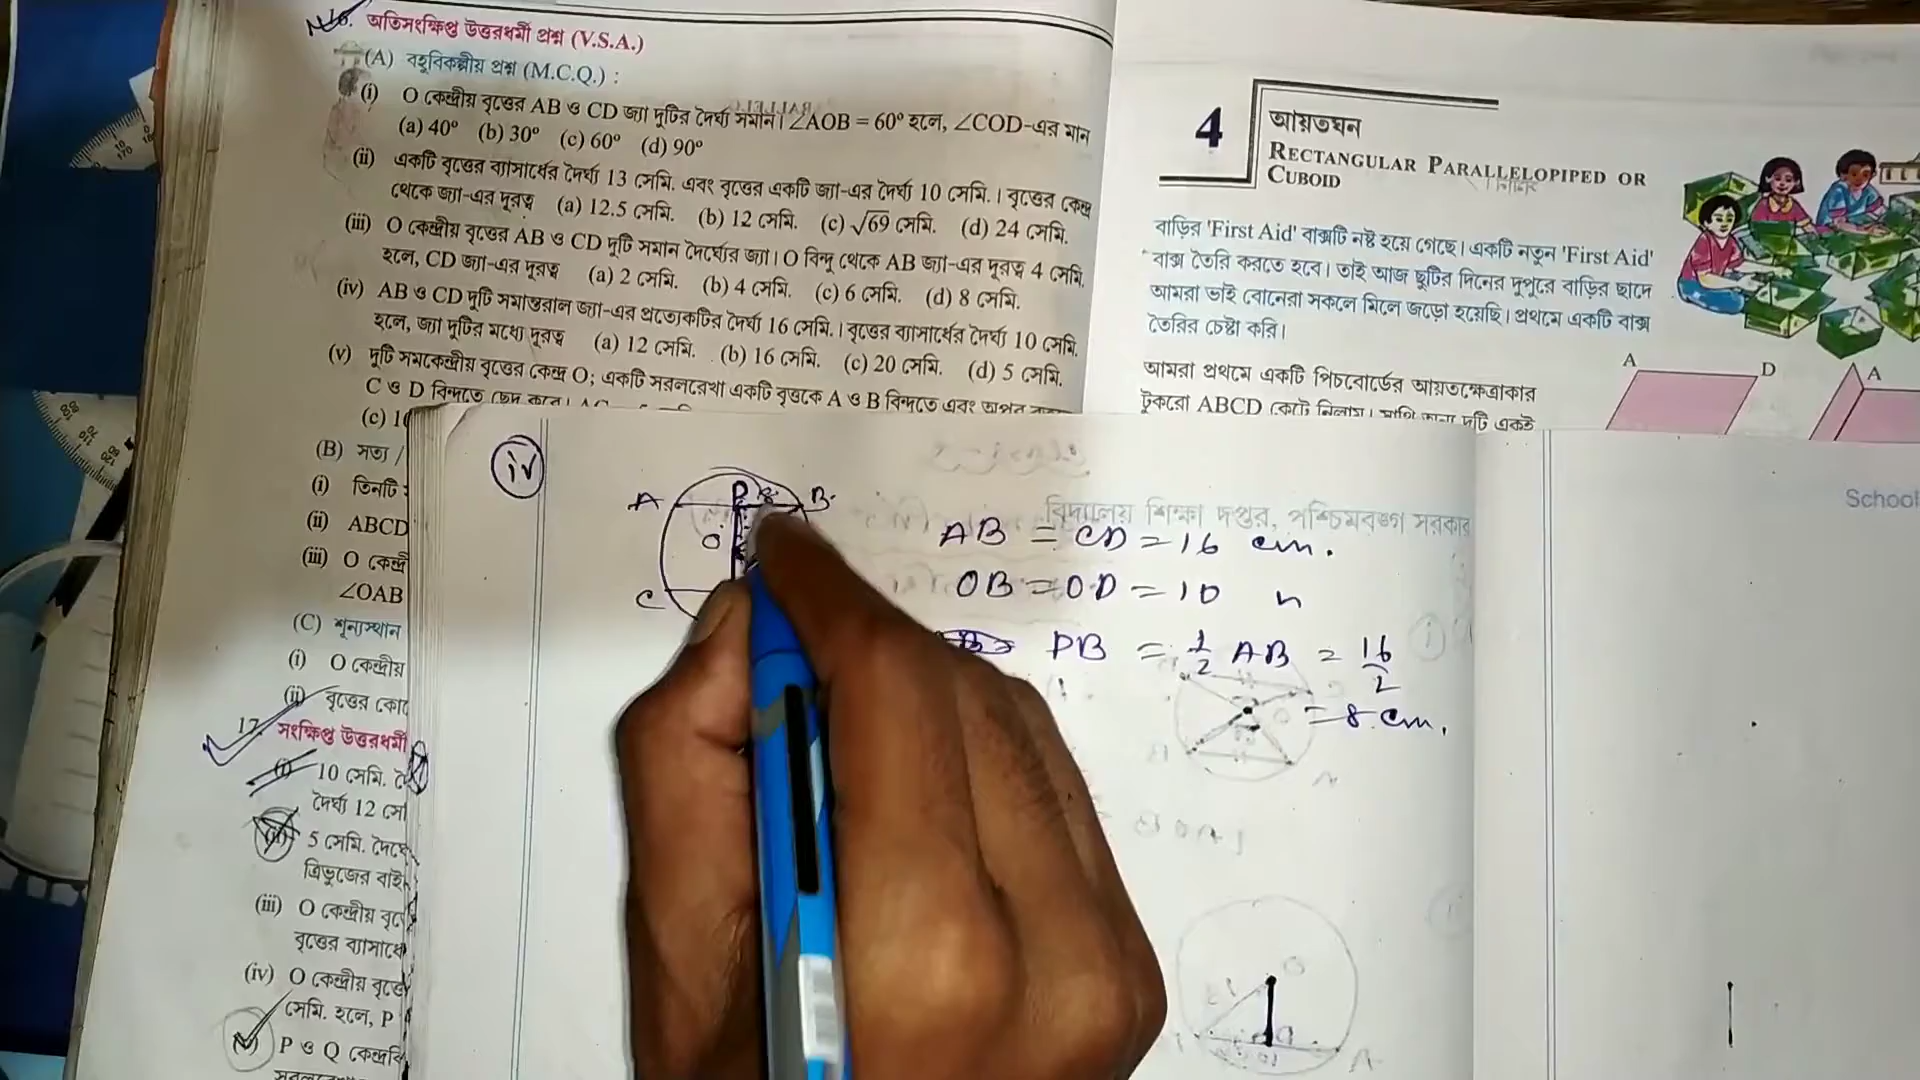 16. অতিসংক্ষিপ্ত উত্তরধর্মী প্রশ্ন (V.S.A.)
(A) বহুবিকল্পীয় প্রশ্ন (M.C.Q.) :
(i) O কেন্দ্রীয় বৃত্তের AB ও CD জ্যা দুটির দৈর্ঘ্য সমান। ∠AOB = 60° হলে, ∠COD-এর মান
(a) 40° (b) 30° (c) 60° (d) 90°
(ii) একটি বৃত্তের ব্যাসার্ধের দৈর্ঘ্য 13 সেমি. এবং বৃত্তের একটি জ্যা-এর দৈর্ঘ্য 10 সেমি.। বৃত্তের কেন্দ্র
থেকে জ্যা-এর দূরত্ব (a) 12.5 সেমি. (b) 12 সেমি. (c) √69 সেমি. (d) 24 সেমি.
(iii) O কেন্দ্রীয় বৃত্তের AB ও CD দুটি সমান দৈর্ঘ্যের জ্যা। O বিন্দু থেকে AB জ্যা-এর দূরত্ব 4 সেমি.
হলে, CD জ্যা-এর দূরত্ব (a) 2 সেমি. (b) 4 সেমি. (c) 6 সেমি. (d) 8 সেমি.
(iv) AB ও CD দুটি সমান্তরাল জ্যা-এর প্রত্যেকটির দৈর্ঘ্য 16 সেমি.। বৃত্তের ব্যাসার্ধের দৈর্ঘ্য 10 সেমি.
হলে, জ্যা দুটির মধ্যে দূরত্ব (a) 12 সেমি. (b) 16 সেমি. (c) 20 সেমি. (d) 5 সেমি.
(v) দুটি সমকেন্দ্রীয় বৃত্তের কেন্দ্র O; একটি সরলরেখা একটি বৃত্তকে A ও B বিন্দুতে এবং অপর
C ও D বিন্দুতে ছেদ করে।
(c) 10
(B) সত্য /
(i) তিনটি
(ii) ABCD
(iii) O কেন্দ্রী
∠OAB
(C) শূন্যস্থান
(i) O কেন্দ্রীয়
(ii) বৃত্তের কেন্দ্র
17. সংক্ষিপ্ত উত্তরধর্মী
(i) 10 সেমি. দৈ
দৈর্ঘ্য 12 সে
(ii) 5 সেমি. দৈর্ঘ্যে
ত্রিভুজের বাই
(iii) O কেন্দ্রীয় বৃত্তে
বৃত্তের ব্যাসার্ধে
(iv) O কেন্দ্রীয় বৃত্তে
সেমি. হলে, P
(v) P ও Q কেন্দ্রবি
4
আয়তঘন
RECTANGULAR PARALLELOPIPED OR
CUBOID
বাড়ির 'First Aid' বাক্সটি নষ্ট হয়ে গেছে। একটি নতুন 'First Aid'
বাক্স তৈরি করতে হবে। তাই আজ ছুটির দিনের দুপুরে বাড়ির ছাদে
আমরা ভাই বোনেরা সকলে মিলে জড়ো হয়েছি। প্রথমে একটি বাক্স
তৈরির চেষ্টা করি।
আমরা প্রথমে একটি পিচবোর্ডের আয়তক্ষেত্রাকার
টুকরো ABCD কেটে নিলাম।
A D A
iv
A P B
O
C
বিদ্যালয় শিক্ষা দপ্তর, পশ্চিমবঙ্গ সরকার
School
AB = CD = 16 cm.
OB = OD = 10 "
PB = 1/2 AB = 16/2
= 8 cm.